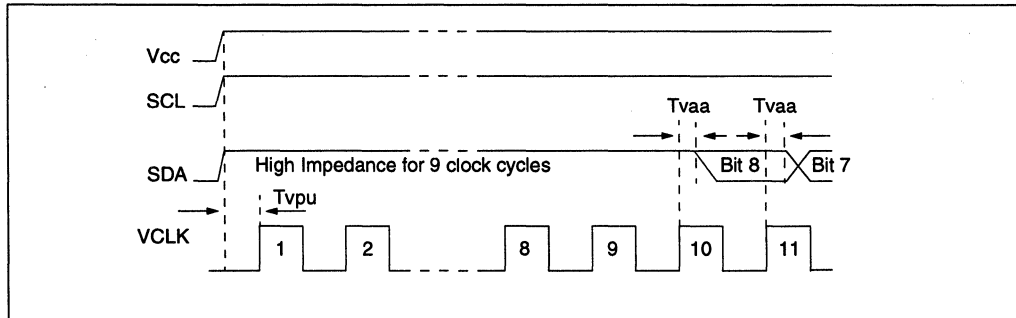 Vcc
SCL
Tvaa Tvaa
SDA
High Impedance for 9 clock cycles
Bit 8
Bit 7
Tvpu
VCLK
1 2 8 9 10 11